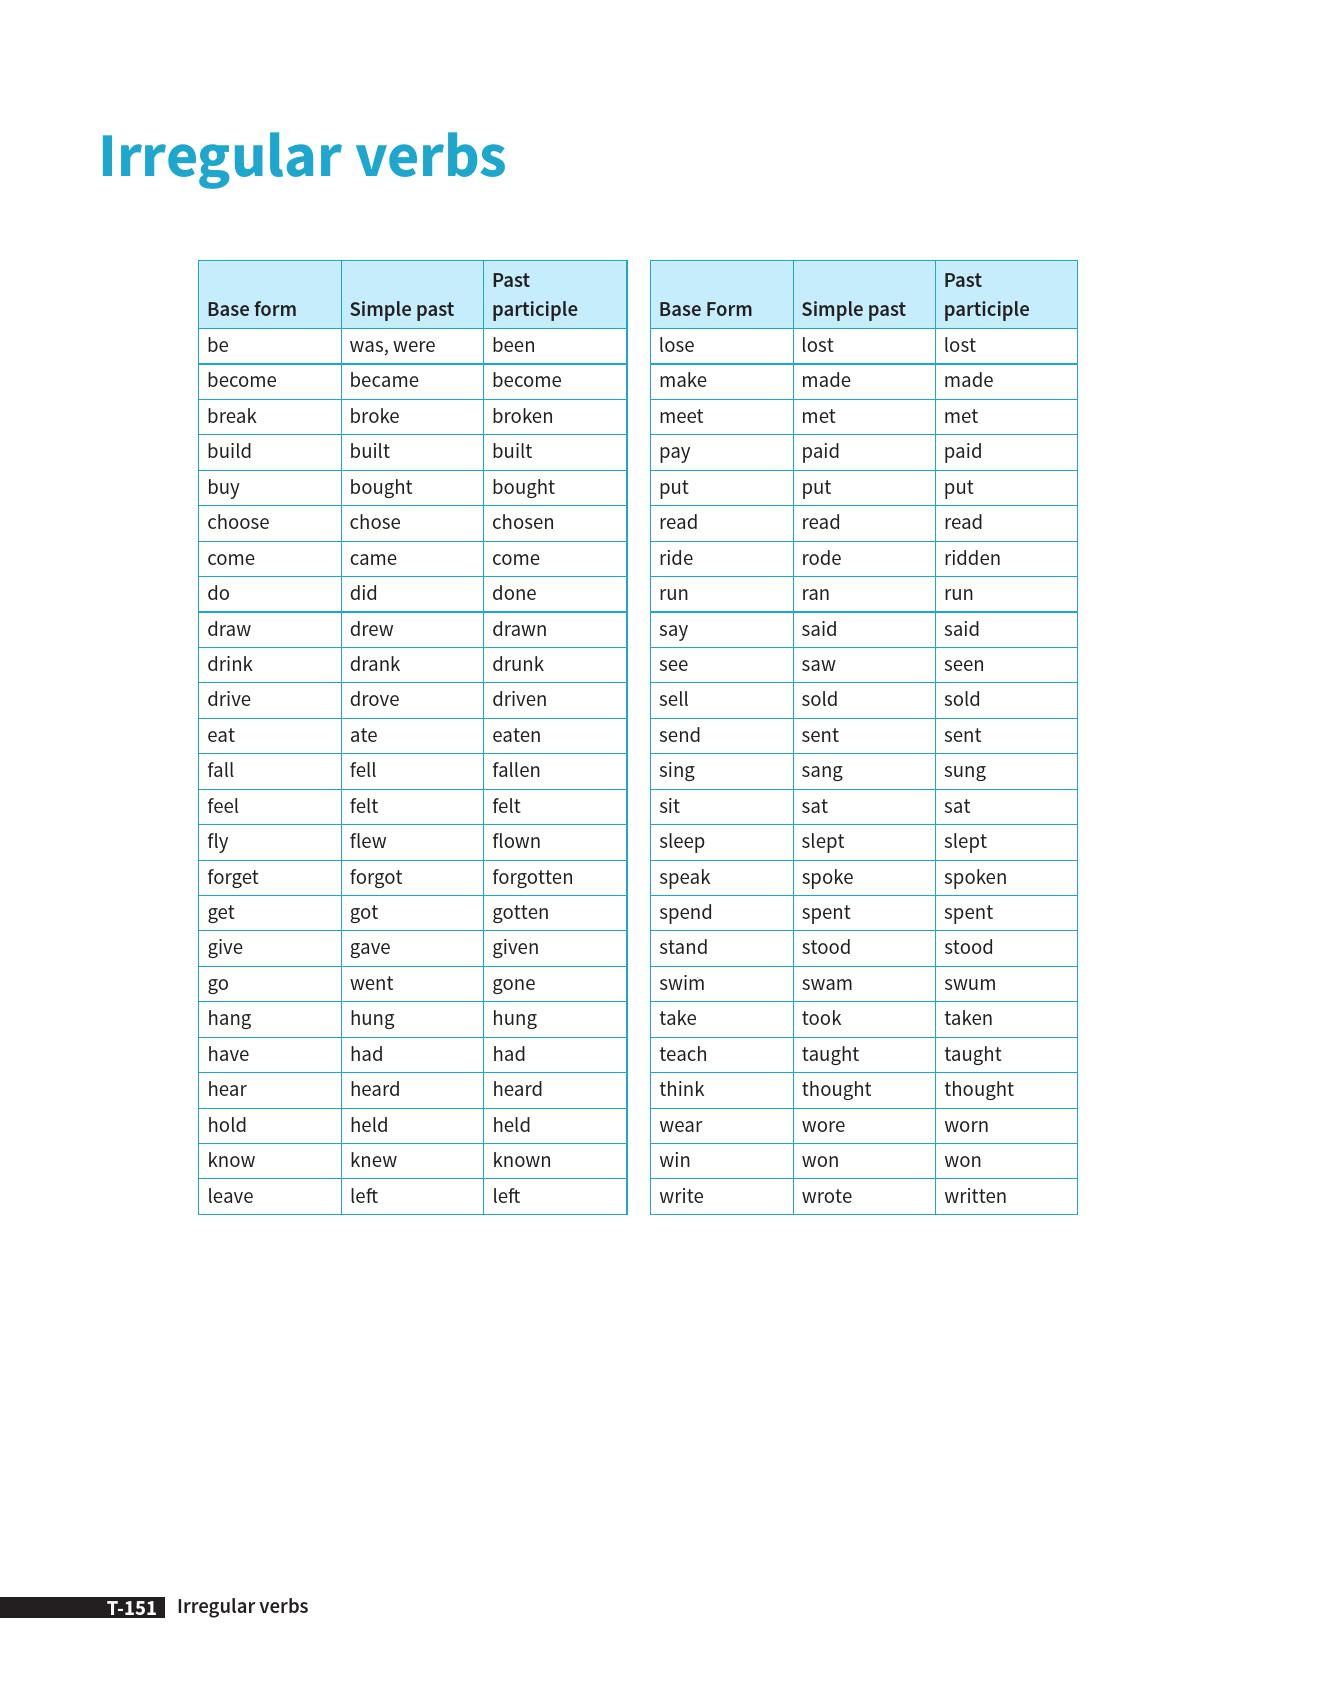 Irregular verbs
Base form Simple past Past participle
be was, were been
become became become
break broke broken
build built built
buy bought bought
choose chose chosen
come came come
do did done
draw drew drawn
drink drank drunk
drive drove driven
eat ate eaten
fall fell fallen
feel felt felt
fly flew flown
forget forgot forgotten
get got gotten
give gave given
go went gone
hang hung hung
have had had
hear heard heard
hold held held
know knew known
leave left left
Base Form Simple past Past participle
lose lost lost
make made made
meet met met
pay paid paid
put put put
read read read
ride rode ridden
run ran run
say said said
see saw seen
sell sold sold
send sent sent
sing sang sung
sit sat sat
sleep slept slept
speak spoke spoken
spend spent spent
stand stood stood
swim swam swum
take took taken
teach taught taught
think thought thought
wear wore worn
win won won
write wrote written
T-151 Irregular verbs